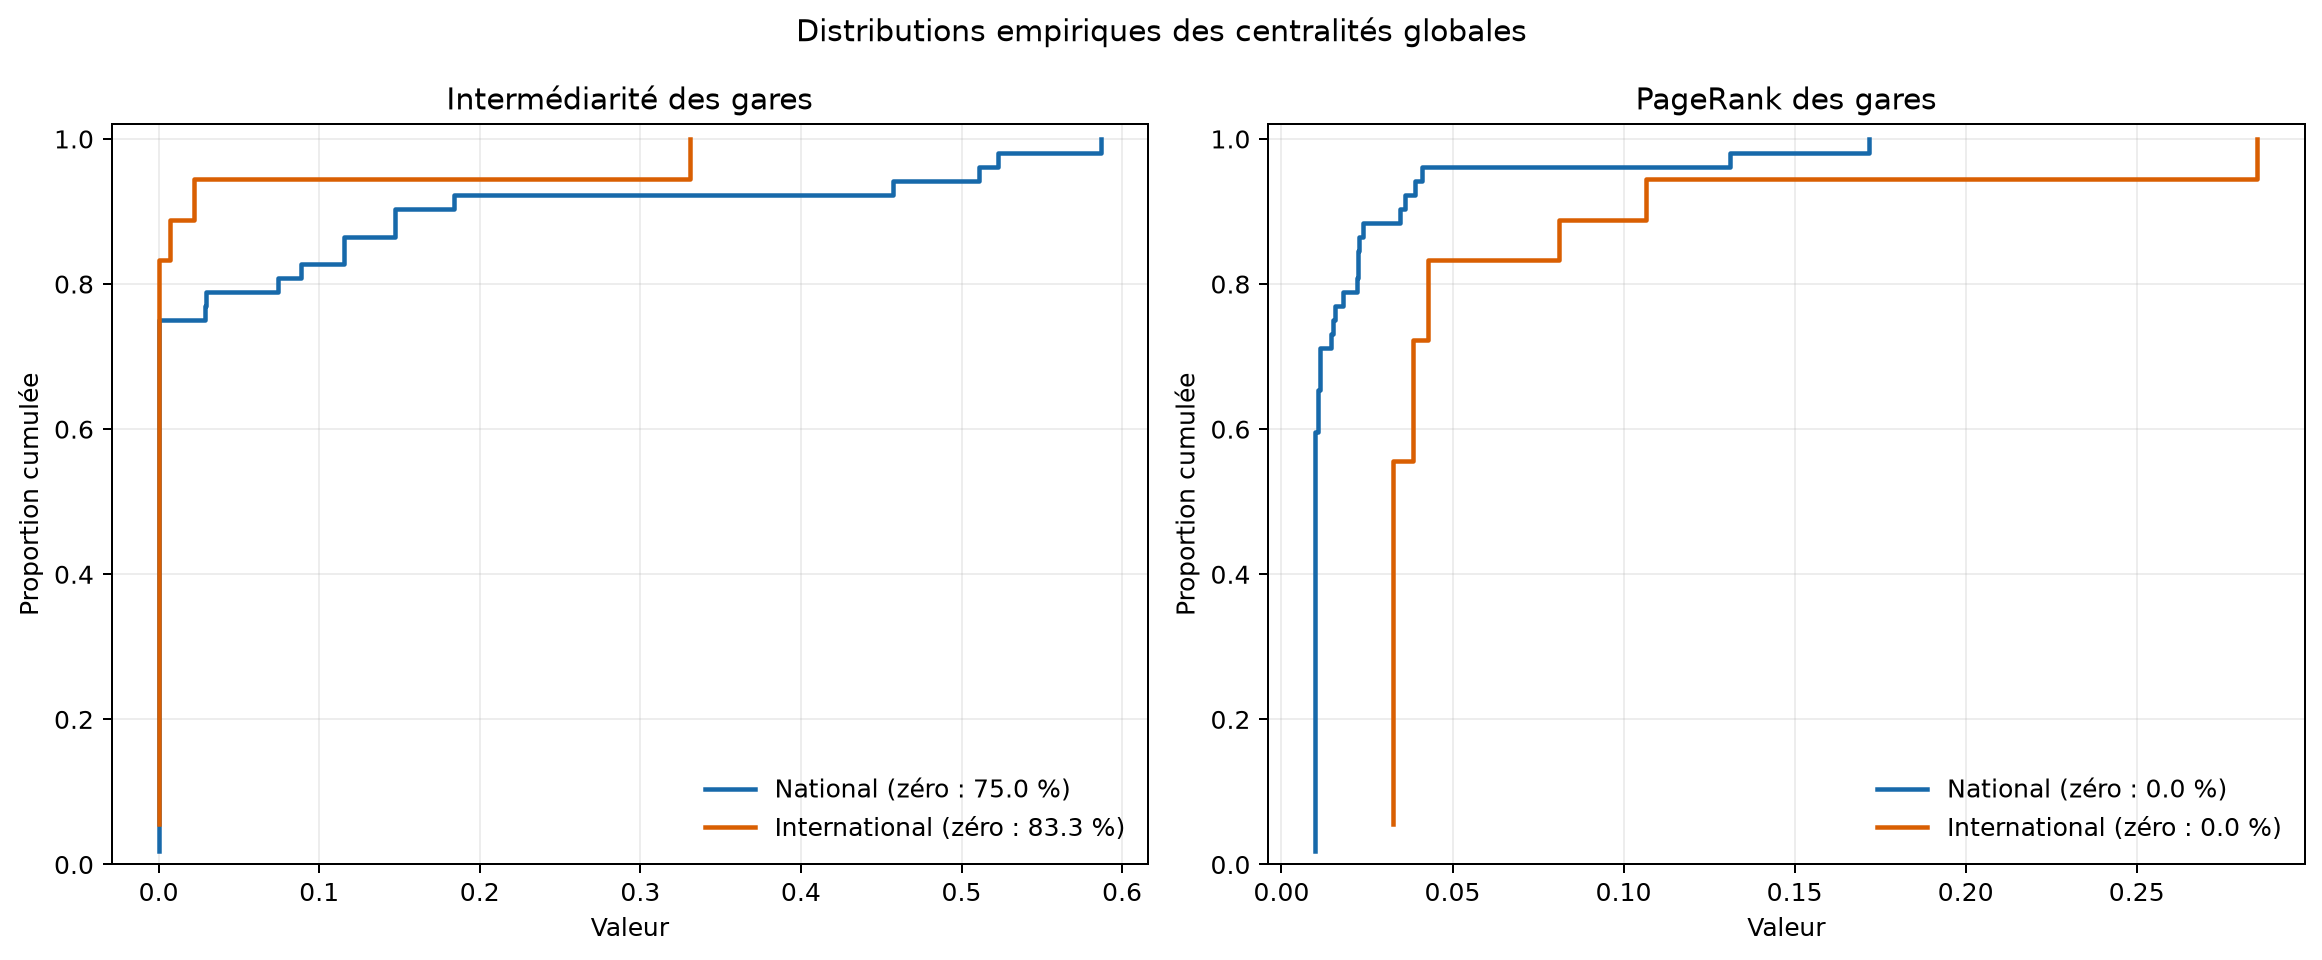 Distributions empiriques des centralités globales
Intermédiarité des gares
Proportion cumulée
1.0
0.8
0.6
0.4
0.2
0.0
0.0 0.1 0.2 0.3 0.4 0.5 0.6
Valeur
National (zéro : 75.0 %)
International (zéro : 83.3 %)
PageRank des gares
Proportion cumulée
1.0
0.8
0.6
0.4
0.2
0.0
0.00 0.05 0.10 0.15 0.20 0.25
Valeur
National (zéro : 0.0 %)
International (zéro : 0.0 %)